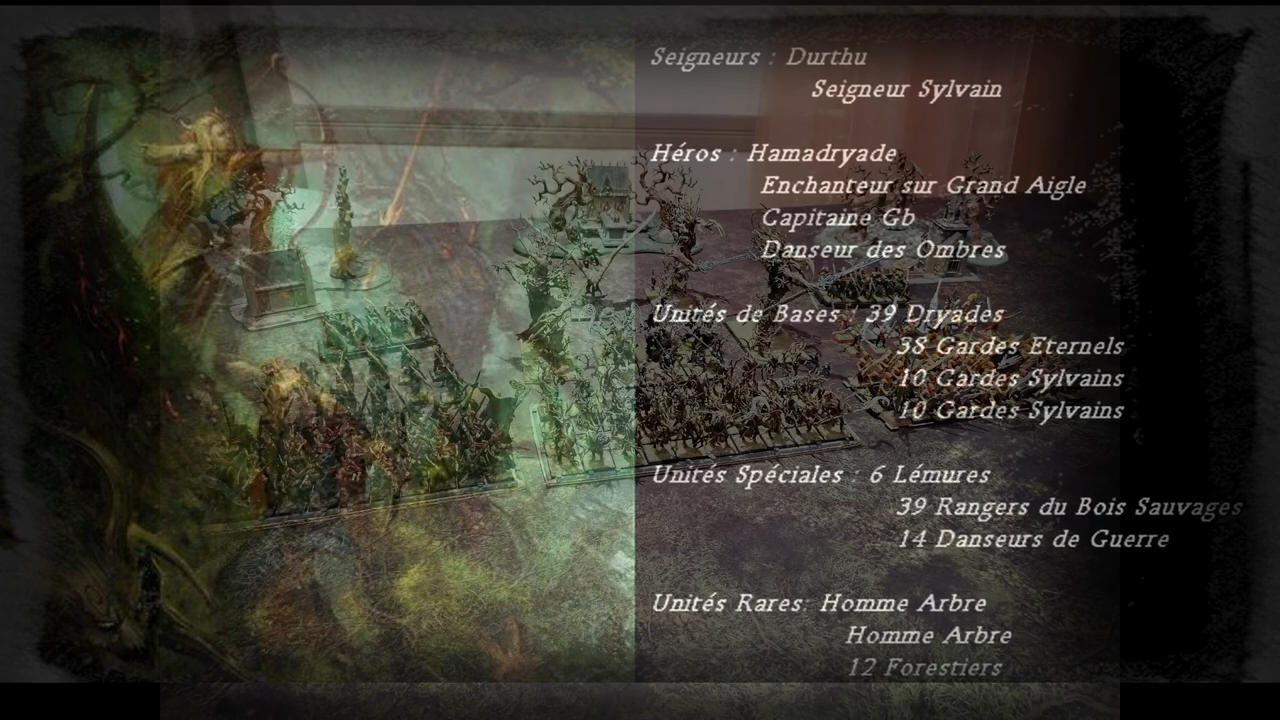 Seigneurs : Durthu
Seigneur Sylvain
Héros : Hamadryade
Enchanteur sur Grand Aigle
Capitaine Gb
Danseur des Ombres
Unités de Bases : 39 Dryades
38 Gardes Eternels
10 Gardes Sylvains
10 Gardes Sylvains
Unités Spéciales : 6 Lémures
39 Rangers du Bois Sauvages
14 Danseurs de Guerre
Unités Rares: Homme Arbre
Homme Arbre
12 Forestiers